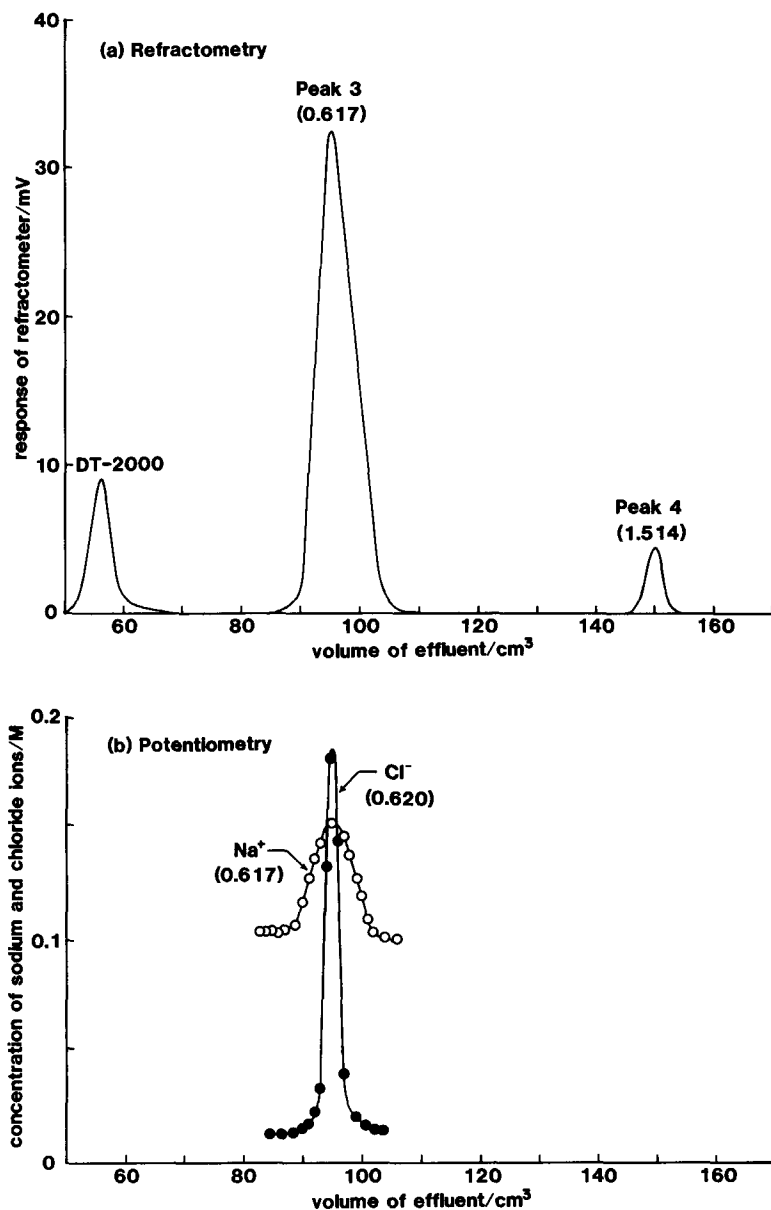 (a) Refractometry
40
30
20
10
0
response of refractometer/mV
DT-2000
Peak 3
(0.617)
Peak 4
(1.514)
60
80
100
120
140
160
volume of effluent/cm³
(b) Potentiometry
0.2
0.1
0
concentration of sodium and chloride ions/M
Cl⁻
(0.620)
Na⁺
(0.617)
60
80
100
120
140
160
volume of effluent/cm³